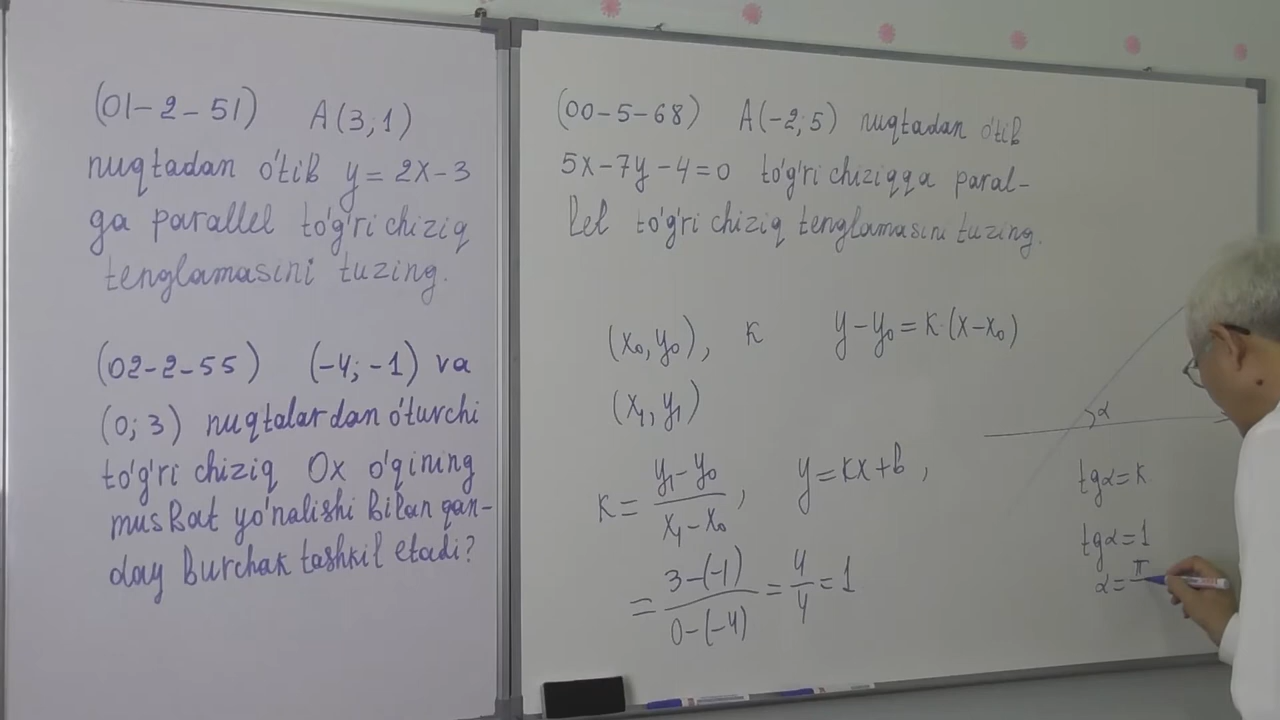 (01-2-51) A(3;1)
nuqtadan o'tib y=2x-3
ga parallel to'g'ri chiziq
tenglamasini tuzing.
(02-2-55) (-4;-1) va
(0;3) nuqtalardan o'tuvchi
to'g'ri chiziq Ox o'qining
musbat yo'nalishi bilan qan-
day burchak tashkil etadi?
(00-5-68) A(-2;5) nuqtadan o'tib
5x-7y-4=0 to'g'ri chiziqqa paral-
lel to'g'ri chiziq tenglamasini tuzing.
(x₀,y₀), k y-y₀=k·(x-x₀)
(x₁,y₁)
k=(y₁-y₀)/(x₁-x₀), y=kx+b,
=(3-(-1))/(0-(-4))=4/4=1
α
tgα=k
tgα=1
α=π/